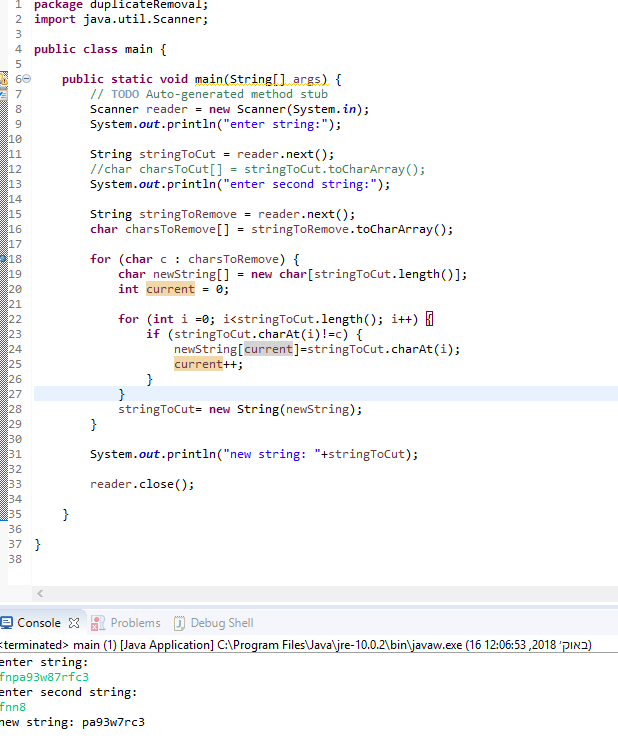 1 package duplicateRemoval;
2 import java.util.Scanner;
3
4 public class main {
5
6 public static void main(String[] args) {
7 // TODO Auto-generated method stub
8 Scanner reader = new Scanner(System.in);
9 System.out.println("enter string:");
10
11 String stringToCut = reader.next();
12 //char charsToCut[] = stringToCut.toCharArray();
13 System.out.println("enter second string:");
14
15 String stringToRemove = reader.next();
16 char charsToRemove[] = stringToRemove.toCharArray();
17
18 for (char c : charsToRemove) {
19 char newString[] = new char[stringToCut.length()];
20 int current = 0;
21
22 for (int i =0; i<stringToCut.length(); i++) {
23 if (stringToCut.charAt(i)!=c) {
24 newString[current]=stringToCut.charAt(i);
25 current++;
26 }
27 }
28 stringToCut= new String(newString);
29 }
30
31 System.out.println("new string: "+stringToCut);
32
33 reader.close();
34
35 }
36
37 }
38
Console Problems Debug Shell
<terminated> main (1) [Java Application] C:\Program Files\Java\jre-10.0.2\bin\javaw.exe (16 באוק׳ 2018, 12:06:53)
enter string:
fnpa93w87rfc3
enter second string:
fnn8
new string: pa93w7rc3